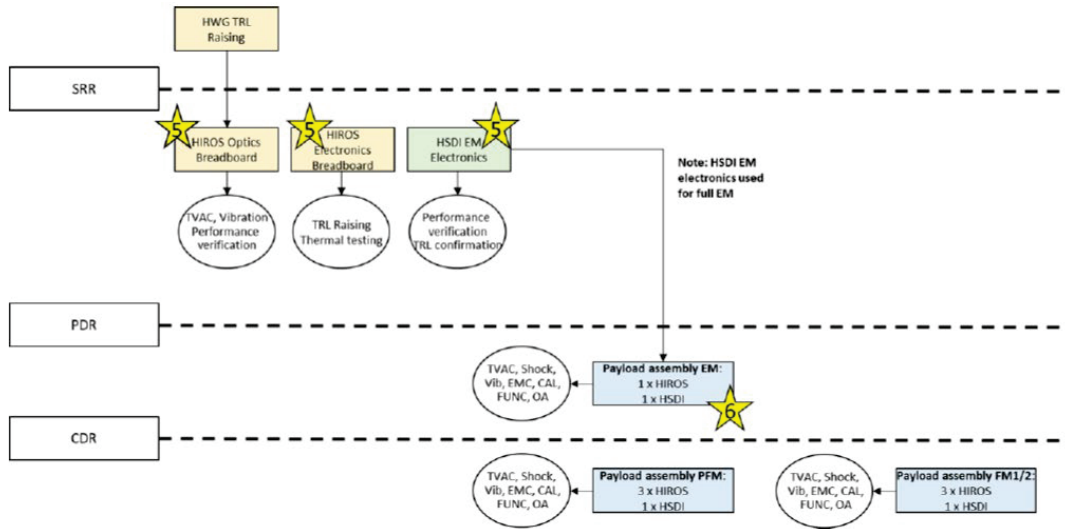 HWG TRL
Raising
SRR
5
HIROS Optics
Breadboard
5
HIROS
Electronics
Breadboard
5
HSDI EM
Electronics
Note: HSDI EM
electronics used
for full EM
TVAC, Vibration
Performance
verification
TRL Raising
Thermal testing
Performance
verification
TRL confirmation
PDR
TVAC, Shock,
Vib, EMC, CAL,
FUNC, OA
Payload assembly EM:
1 x HIROS
1 x HSDI
6
CDR
TVAC, Shock,
Vib, EMC, CAL,
FUNC, OA
Payload assembly PFM:
3 x HIROS
1 x HSDI
TVAC, Shock,
Vib, EMC, CAL,
FUNC, OA
Payload assembly FM1/2:
3 x HIROS
1 x HSDI